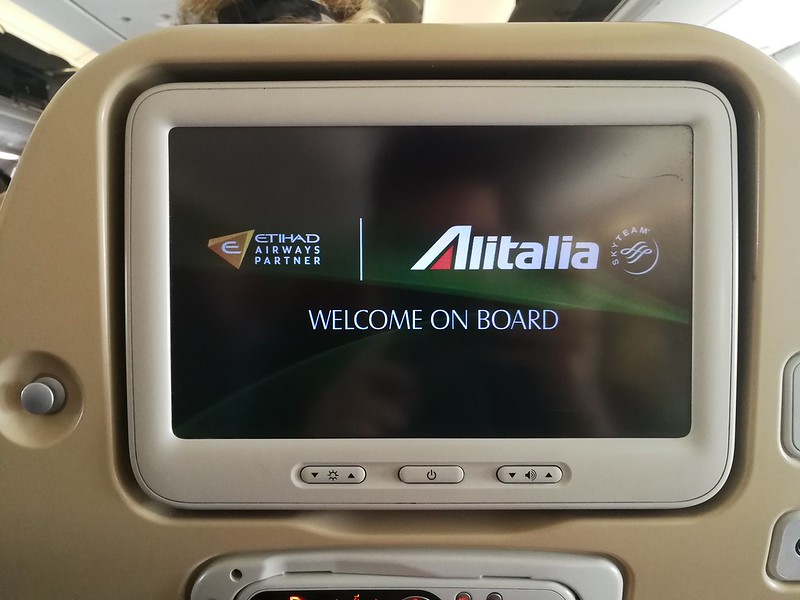 ETIHAD
AIRWAYS
PARTNER
Alitalia
SKYTEAM
WELCOME ON BOARD